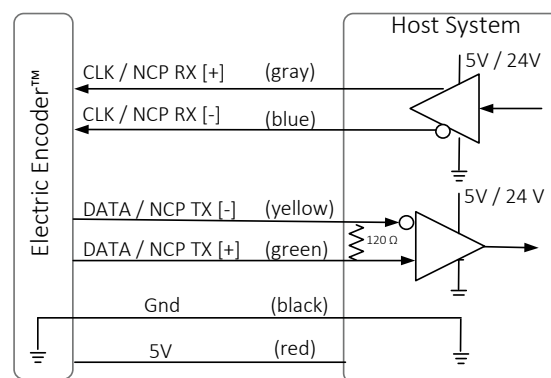 Host System
5V / 24V
CLK / NCP RX [+] (gray)
CLK / NCP RX [-] (blue)
Electric Encoder™
5V / 24 V
DATA / NCP TX [-] (yellow)
120 Ω
DATA / NCP TX [+] (green)
Gnd (black)
5V (red)